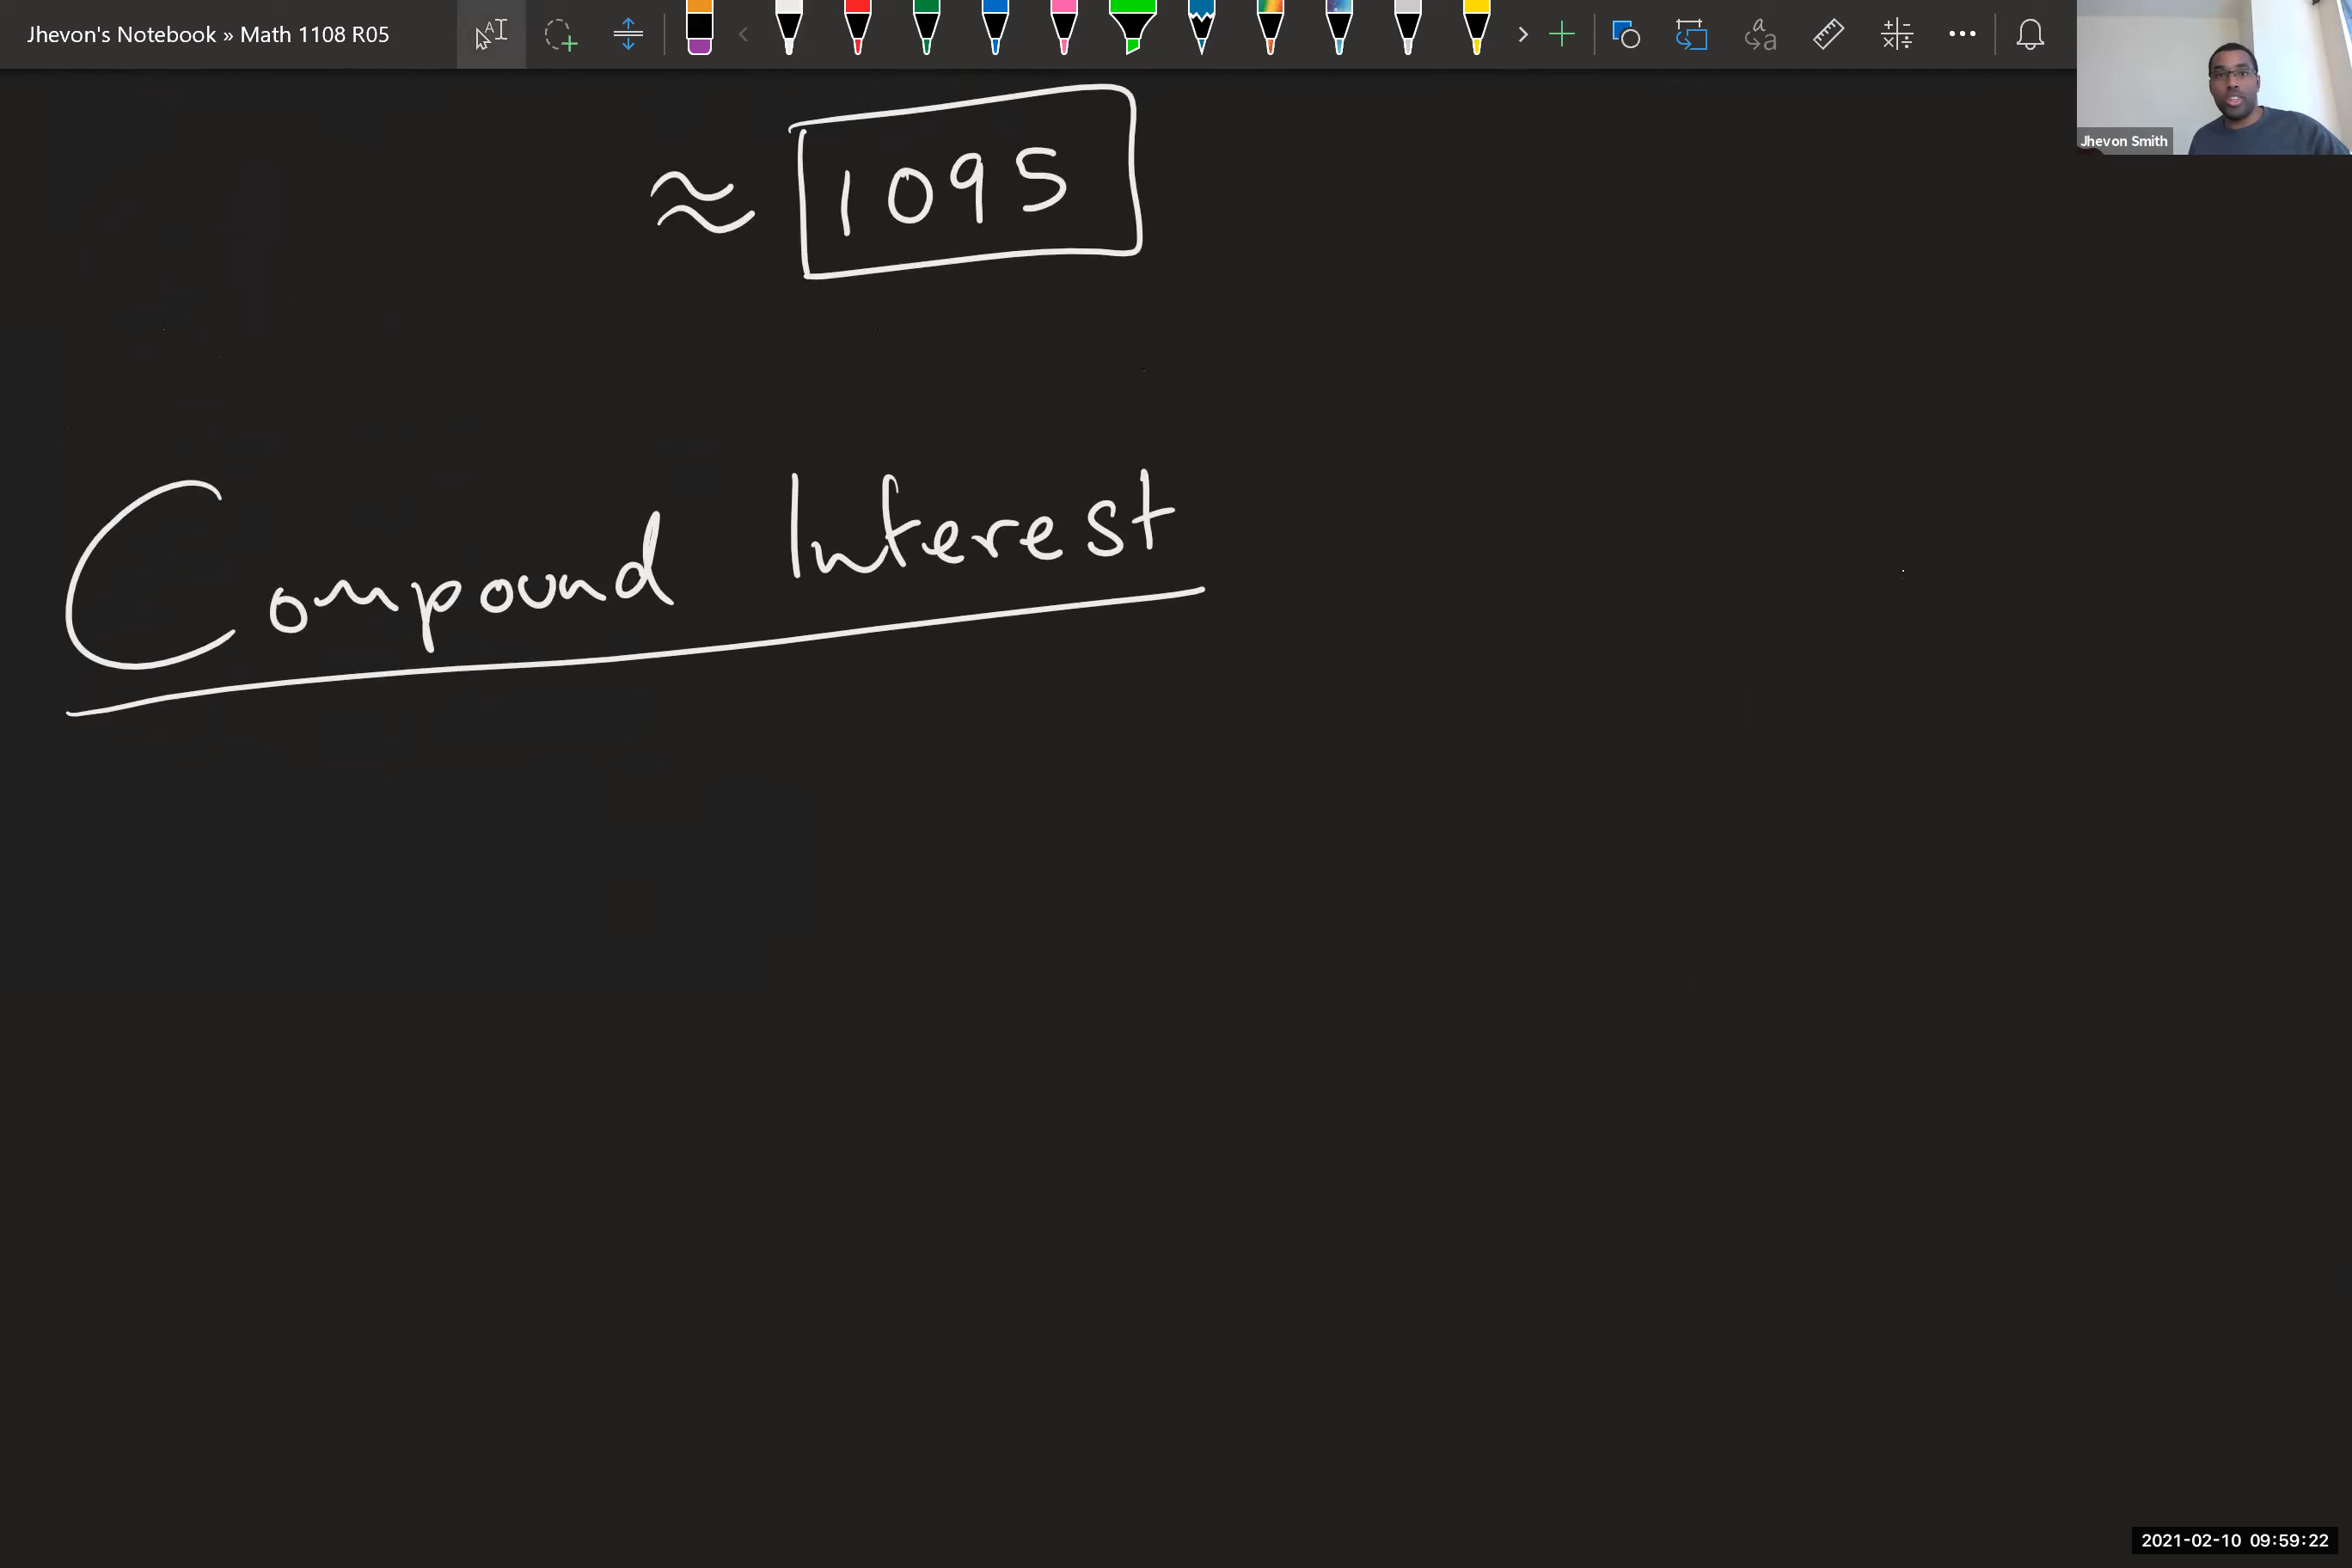 Jhevon's Notebook » Math 1108 R05
Jhevon Smith
≈ 1095
Compound Interest
2021-02-10 09:59:22